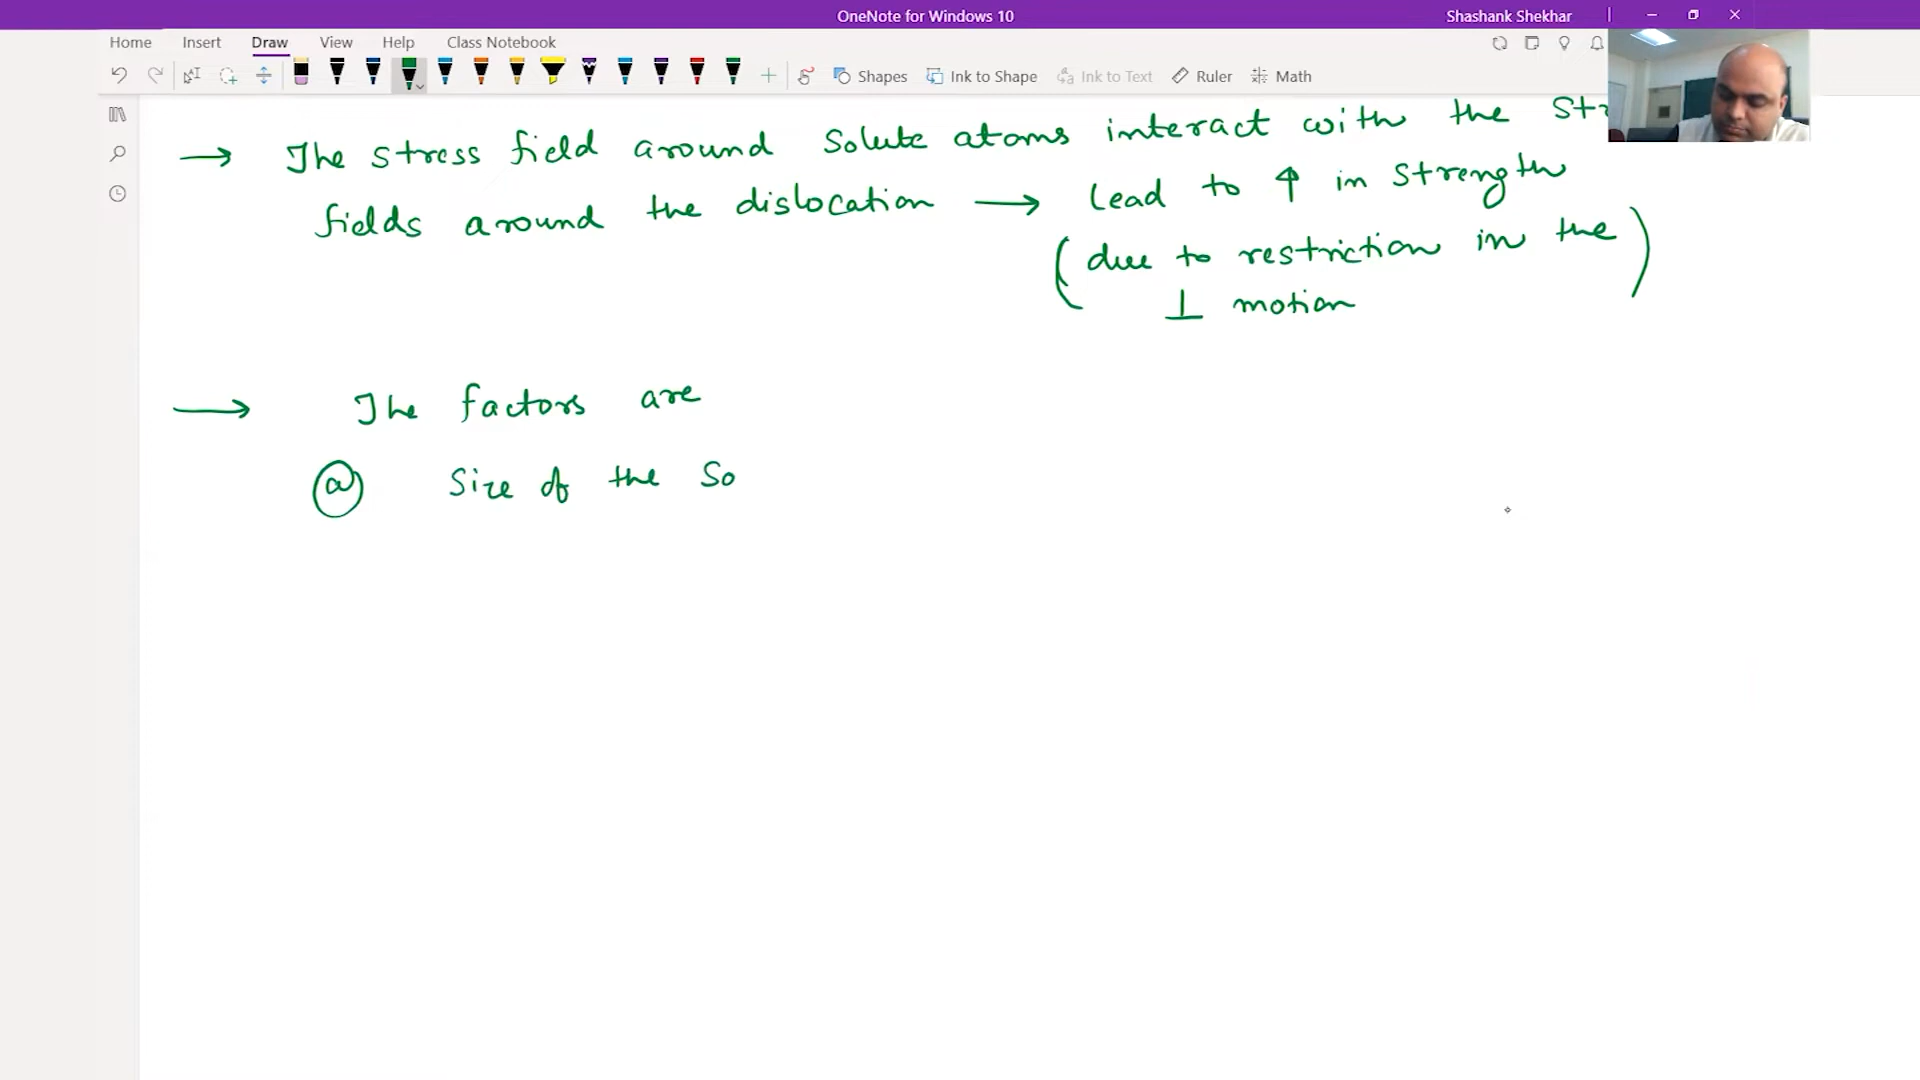 OneNote for Windows 10
Shashank Shekhar
Home Insert Draw View Help Class Notebook
Shapes Ink to Shape Ink to Text Ruler Math
→ The stress field around Solute atoms interact with the
fields around the dislocation → lead to ↑ in strength
(due to restriction in the
⊥ motion)
→ The factors are
ⓐ Size of the So